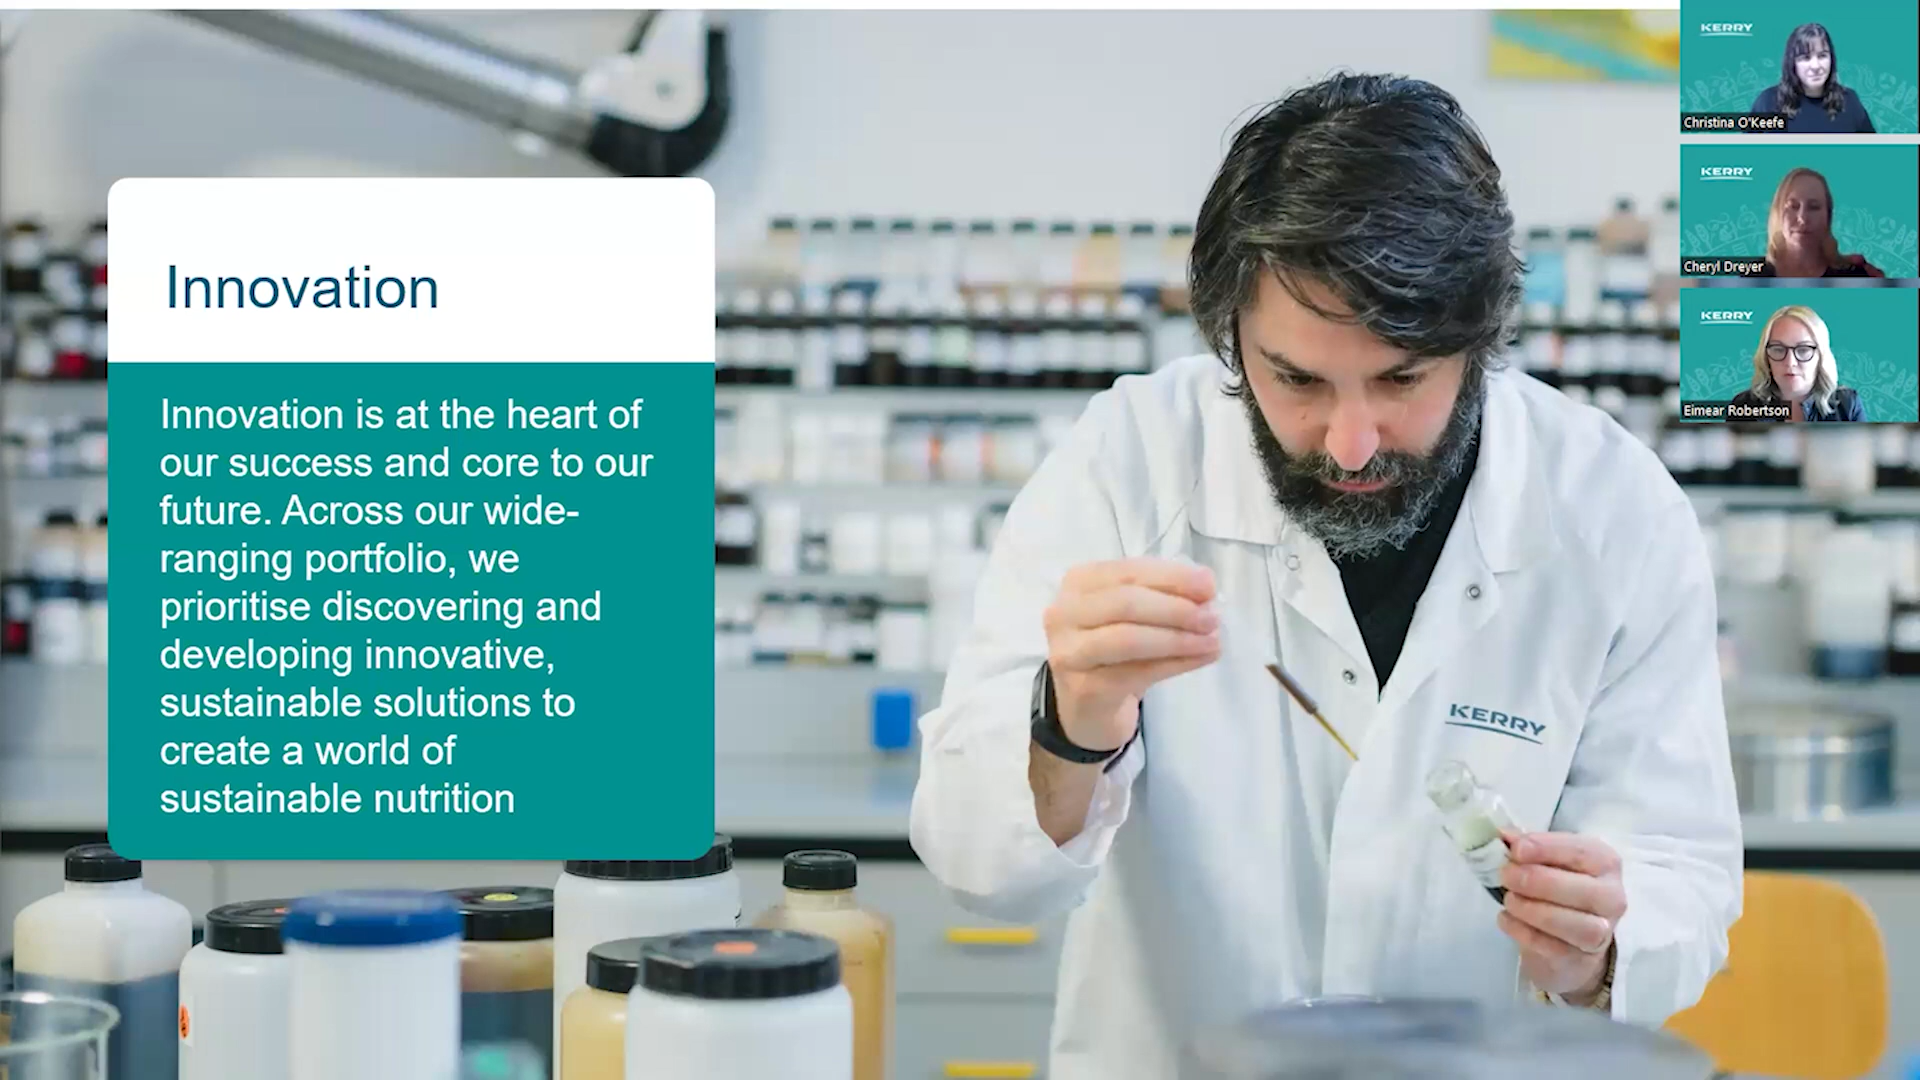 Innovation
Innovation is at the heart of
our success and core to our
future. Across our wide-
ranging portfolio, we
prioritise discovering and
developing innovative,
sustainable solutions to
create a world of
sustainable nutrition
KERRY
KERRY
Christina O'Keefe
KERRY
Cheryl Dreyer
KERRY
Eimear Robertson